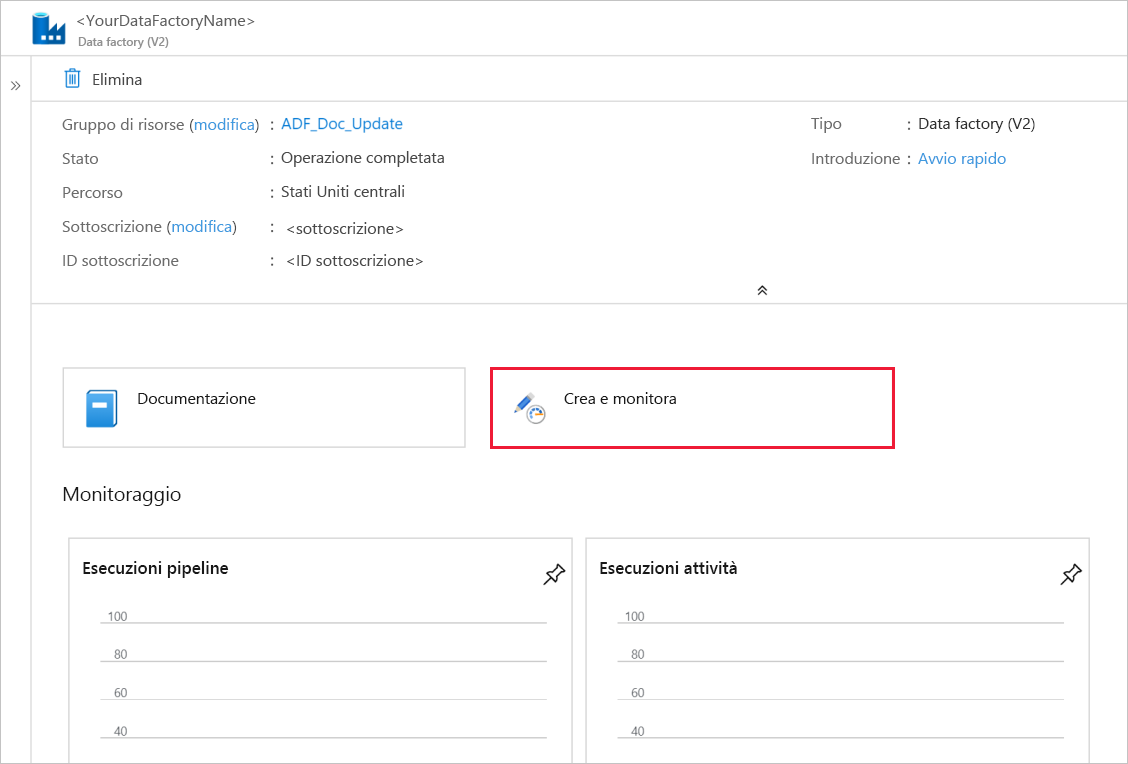 <YourDataFactoryName>
Data factory (V2)
Elimina
Gruppo di risorse (modifica) : ADF_Doc_Update
Tipo : Data factory (V2)
Stato : Operazione completata
Introduzione : Avvio rapido
Percorso : Stati Uniti centrali
Sottoscrizione (modifica) : <sottoscrizione>
ID sottoscrizione : <ID sottoscrizione>
Documentazione
Crea e monitora
Monitoraggio
Esecuzioni pipeline
100
80
60
40
Esecuzioni attività
100
80
60
40